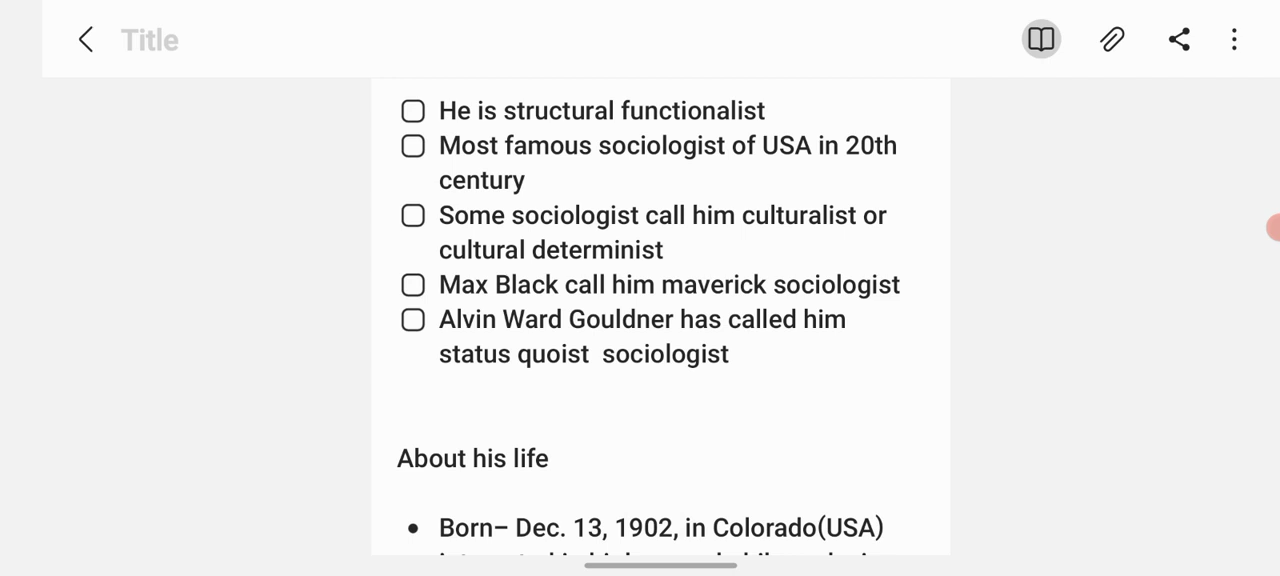 Title
He is structural functionalist
Most famous sociologist of USA in 20th
century
Some sociologist call him culturalist or
cultural determinist
Max Black call him maverick sociologist
Alvin Ward Gouldner has called him
status quoist sociologist
About his life
• Born– Dec. 13, 1902, in Colorado(USA)